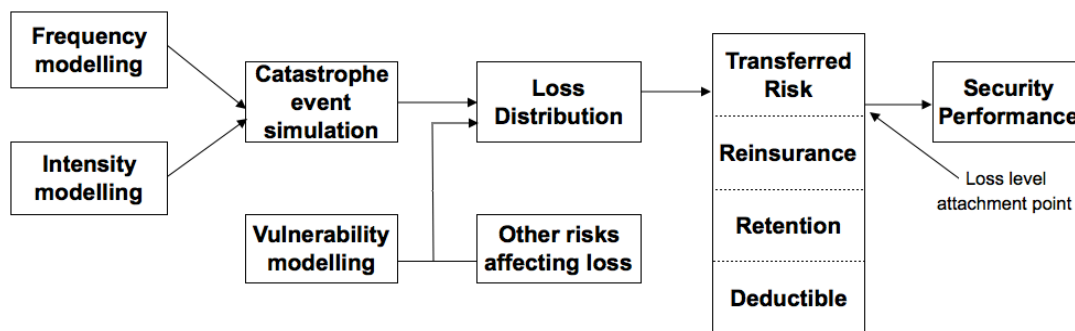 Frequency
modelling
Intensity
modelling
Catastrophe
event
simulation
Vulnerability
modelling
Loss
Distribution
Other risks
affecting loss
Transferred
Risk
Reinsurance
Retention
Deductible
Security
Performance
Loss level
attachment point